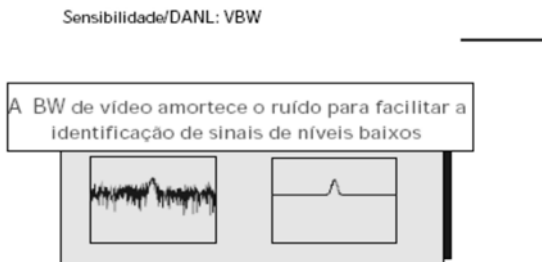 Sensibilidade/DANL: VBW
A BW de vídeo amortece o ruído para facilitar a
identificação de sinais de níveis baixos